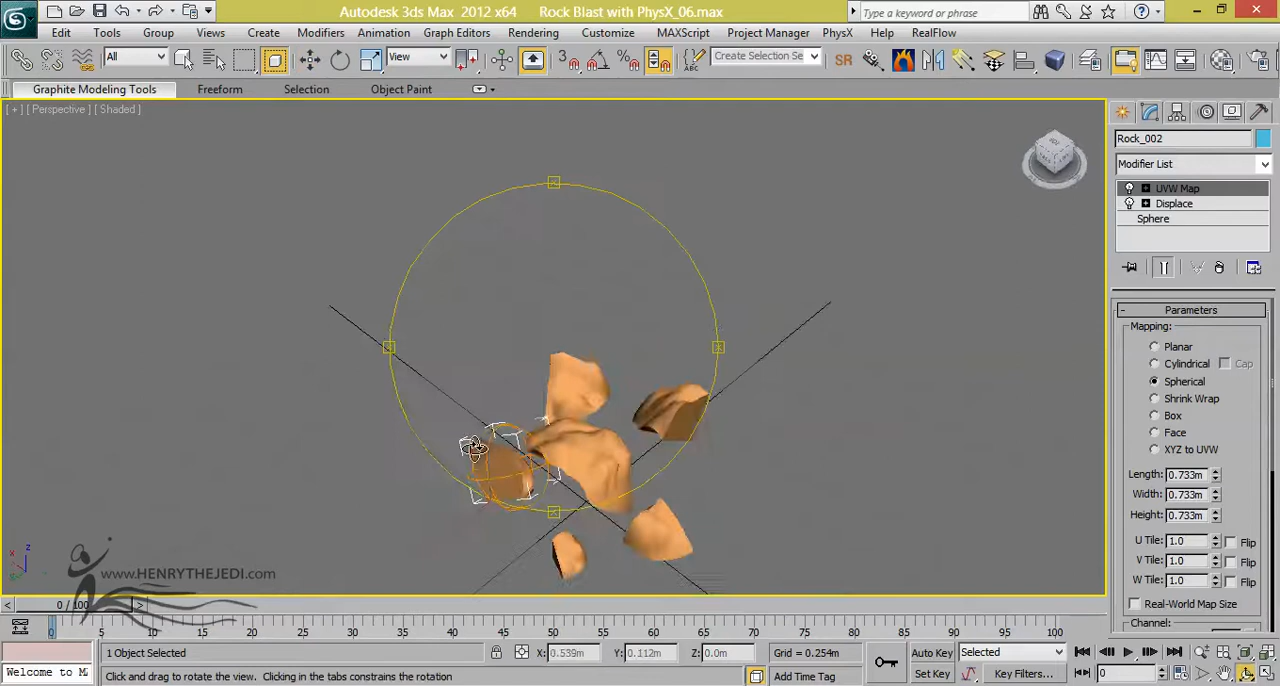 Autodesk 3ds Max 2012 x64 Rock Blast with PhysX_06.max
Type a keyword or phrase
Edit Tools Group Views Create Modifiers Animation Graph Editors Rendering Customize MAXScript Project Manager PhysX Help RealFlow
All View Create Selection Se SR
Graphite Modeling Tools Freeform Selection Object Paint
[ + ] [ Perspective ] [ Shaded ]
Rock_002
Modifier List
UVW Map
Displace
Sphere
Parameters
Mapping:
Planar
Cylindrical Cap
Spherical
Shrink Wrap
Box
Face
XYZ to UVW
Length: 0.733m
Width: 0.733m
Height: 0.733m
U Tile: 1.0 Flip
V Tile: 1.0 Flip
W Tile: 1.0 Flip
Real-World Map Size
Channel:
www.HENRYTHEJEDI.com
0 / 100
0 5 10 15 20 25 30 35 40 45 50 55 60 65 70 75 80 85 90 95 100
1 Object Selected X: 0.539m Y: 0.112m Z: 0.0m Grid = 0.254m Auto Key Selected
Welcome to M Click and drag to rotate the view. Clicking in the tabs constrains the rotation Add Time Tag Set Key Key Filters... 0